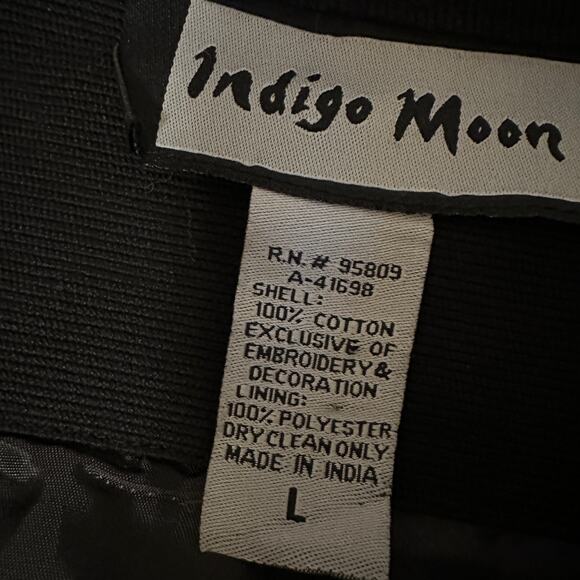 Indigo Moon
R.N. # 95809
A-41698
SHELL:
100% COTTON
EXCLUSIVE OF
EMBROIDERY &
DECORATION
LINING:
100% POLYESTER
DRY CLEAN ONLY
MADE IN INDIA
L